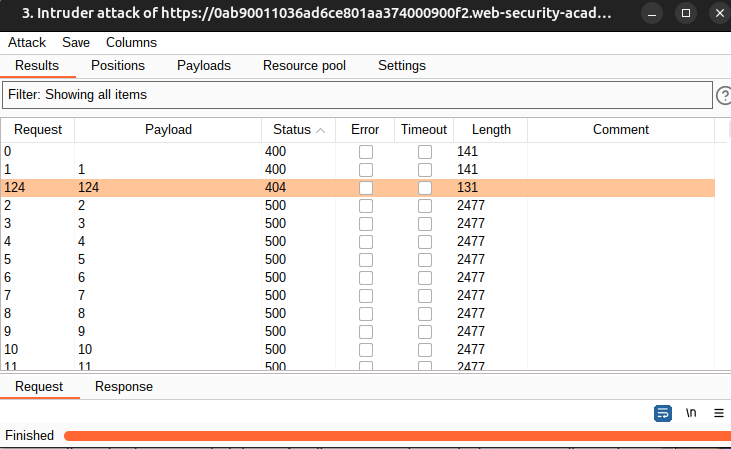 3. Intruder attack of https://0ab90011036ad6ce801aa374000900f2.web-security-acad...
Attack Save Columns
Results Positions Payloads Resource pool Settings
Filter: Showing all items
Request Payload Status Error Timeout Length Comment
0 400 141
1 1 400 141
124 124 404 131
2 2 500 2477
3 3 500 2477
4 4 500 2477
5 5 500 2477
6 6 500 2477
7 7 500 2477
8 8 500 2477
9 9 500 2477
10 10 500 2477
11 11 500 2477
Request Response
\n
Finished